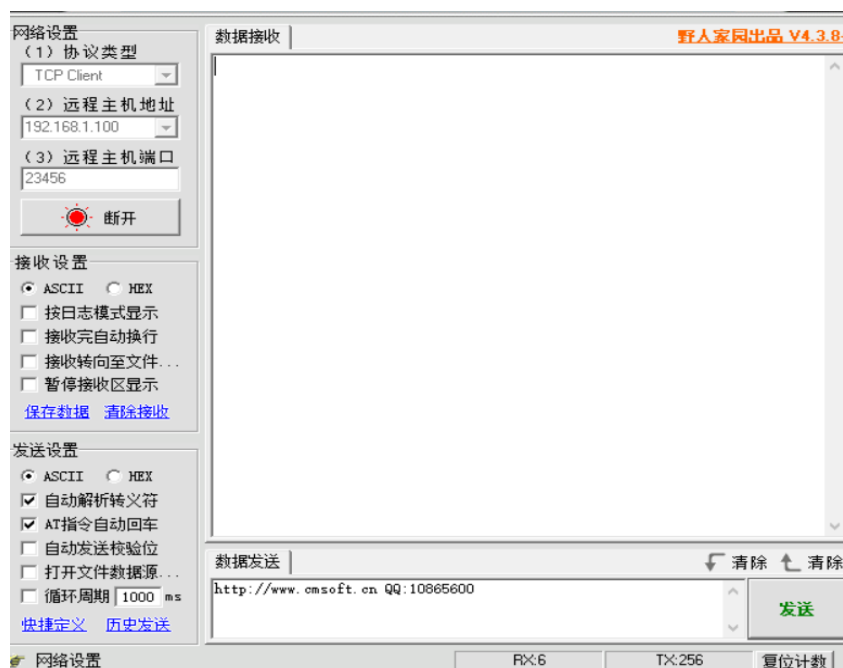 网络设置
（1）协议类型
TCP Client
（2）远程主机地址
192.168.1.100
（3）远程主机端口
23456
断开
接收设置
ASCII HEX
按日志模式显示
接收完自动换行
接收转向至文件...
暂停接收区显示
保存数据 清除接收
发送设置
ASCII HEX
自动解析转义符
AT指令自动回车
自动发送校验位
打开文件数据源...
循环周期 1000 ms
快捷定义 历史发送
数据接收 野人家园出品 V4.3.8
数据发送 清除 清除
http://www.cmsoft.cn QQ:10865600
发送
网络设置 RX:6 TX:256 复位计数